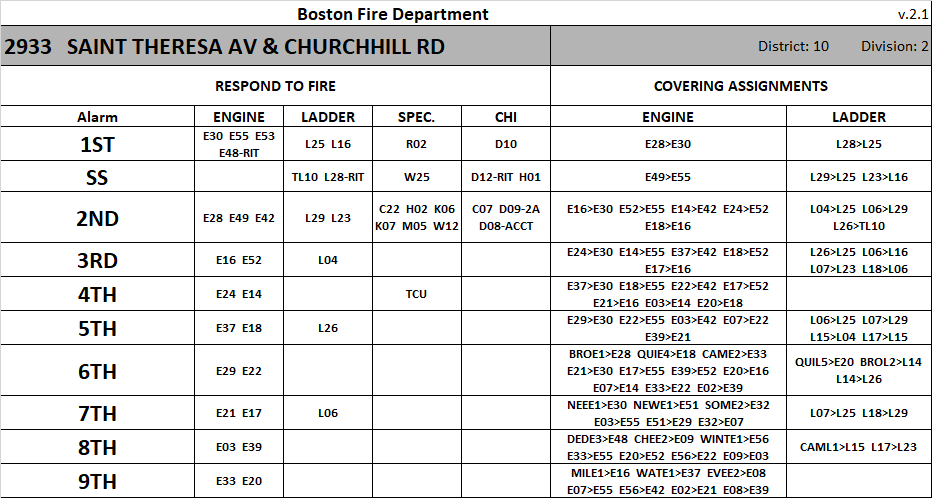 Boston Fire Department v.2.1
2933 SAINT THERESA AV & CHURCHHILL RD District: 10 Division: 2
RESPOND TO FIRE COVERING ASSIGNMENTS
Alarm ENGINE LADDER SPEC. CHI ENGINE LADDER
1ST E30 E55 E53 L25 L16 R02 D10 E28>E30 L28>L25
E48-RIT
SS TL10 L28-RIT W25 D12-RIT H01 E49>E55 L29>L25 L23>L16
2ND E28 E49 E42 L29 L23 C22 H02 K06 C07 D09-2A E16>E30 E52>E55 E14>E42 E24>E52 L04>L25 L06>L29
K07 M05 W12 D08-ACCT E18>E16 L26>TL10
3RD E16 E52 L04 E24>E30 E14>E55 E37>E42 E18>E52 L26>L25 L06>L16
E17>E16 L07>L23 L18>L06
4TH E24 E14 TCU E37>E30 E18>E55 E22>E42 E17>E52
E21>E16 E03>E14 E20>E18
5TH E37 E18 L26 E29>E30 E22>E55 E03>E42 E07>E22 L06>L25 L07>L29
E39>E21 L15>L04 L17>L15
6TH E29 E22 BROE1>E28 QUIE4>E18 CAME2>E33 QUIL5>E20 BROL2>L14
E21>E30 E17>E55 E39>E52 E20>E16 L14>L26
E07>E14 E33>E22 E02>E39
7TH E21 E17 L06 NEEE1>E30 NEWE1>E51 SOME2>E32 L07>L25 L18>L29
E03>E55 E51>E29 E32>E07
8TH E03 E39 DEDE3>E48 CHEE2>E09 WINTE1>E56 CAML1>L15 L17>L23
E33>E55 E20>E52 E56>E22 E09>E03
9TH E33 E20 MILE1>E16 WATE1>E37 EVEE2>E08
E07>E55 E56>E42 E02>E21 E08>E39